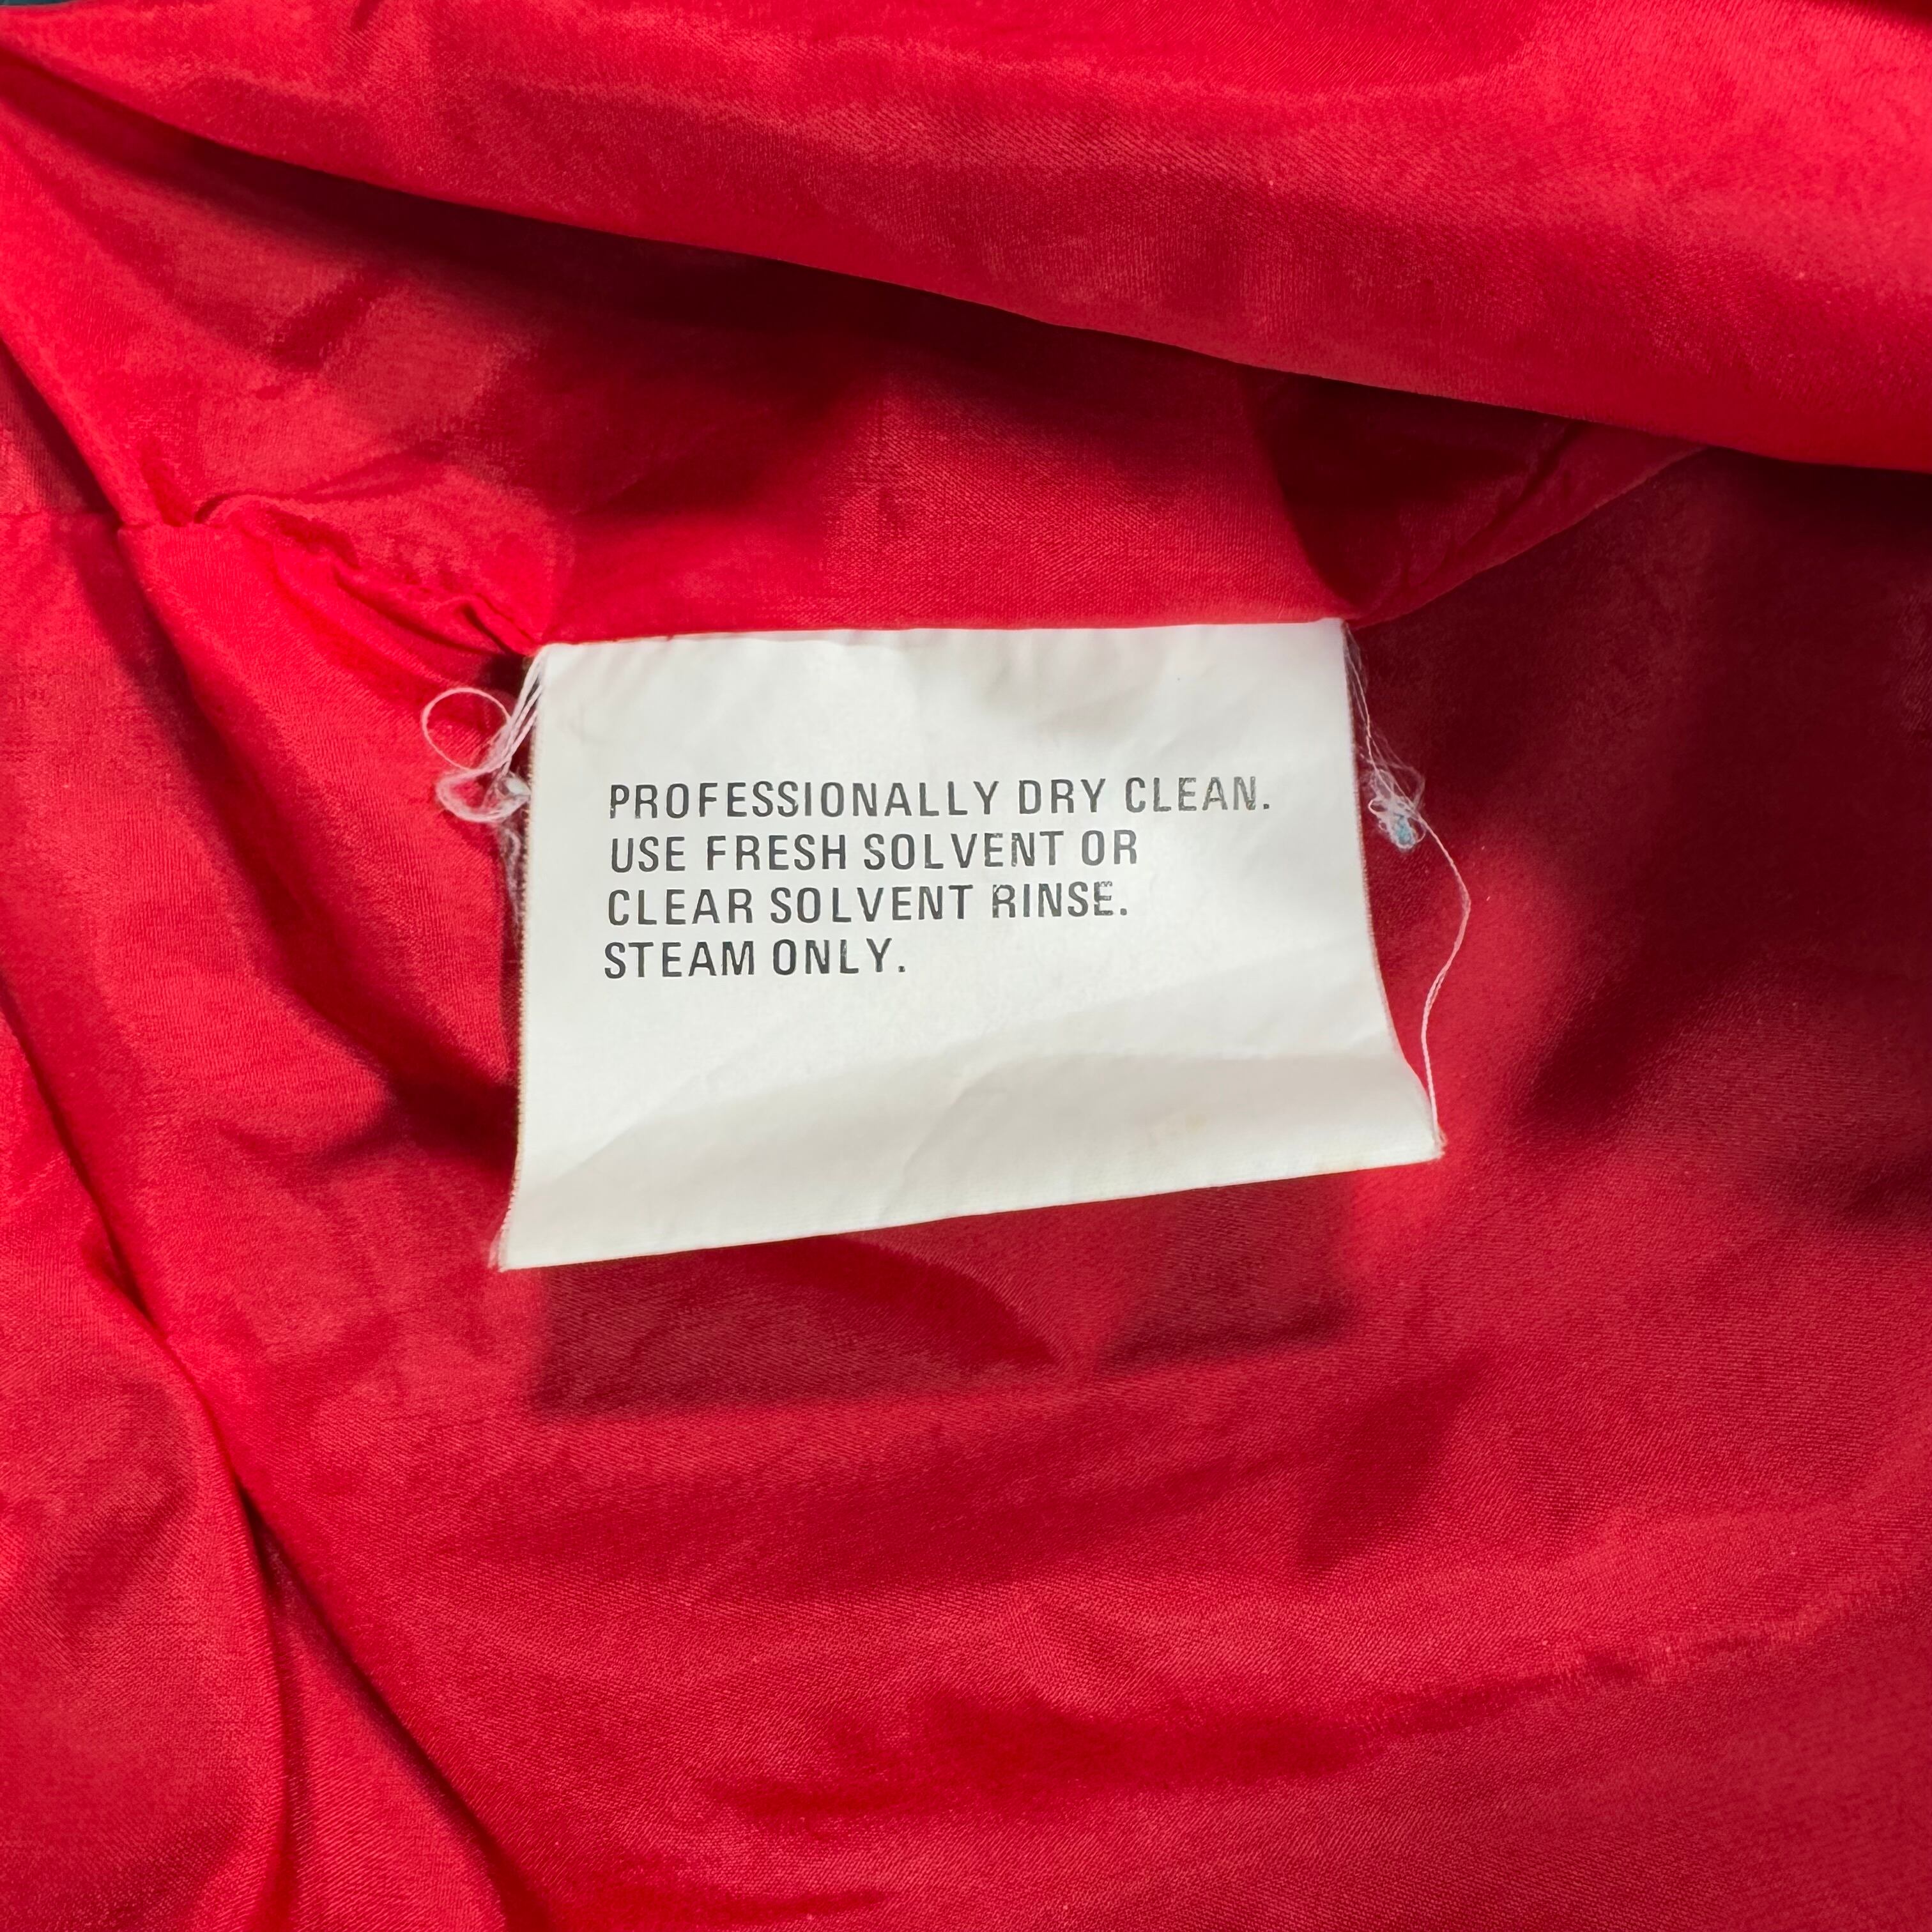 PROFESSIONALLY DRY CLEAN.
USE FRESH SOLVENT OR
CLEAR SOLVENT RINSE.
STEAM ONLY.